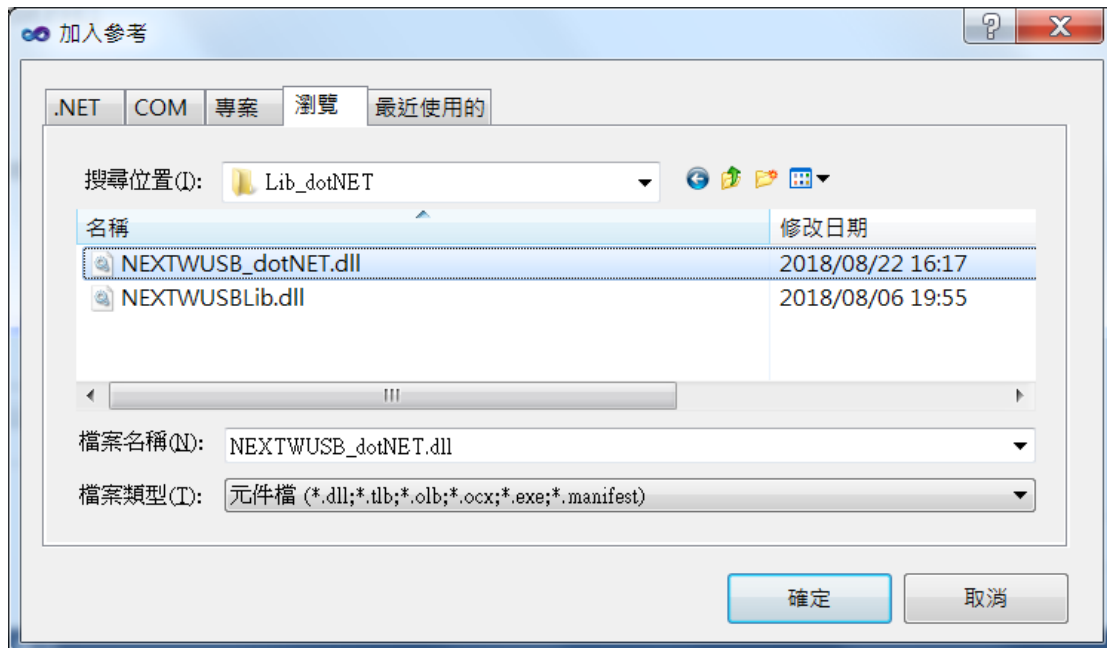 加入參考
.NET COM 專案 瀏覽 最近使用的
搜尋位置(I): Lib_dotNET
名稱 修改日期
NEXTWUSB_dotNET.dll 2018/08/22 16:17
NEXTWUSBLib.dll 2018/08/06 19:55
檔案名稱(N): NEXTWUSB_dotNET.dll
檔案類型(T): 元件檔 (*.dll;*.tlb;*.olb;*.ocx;*.exe;*.manifest)
確定 取消